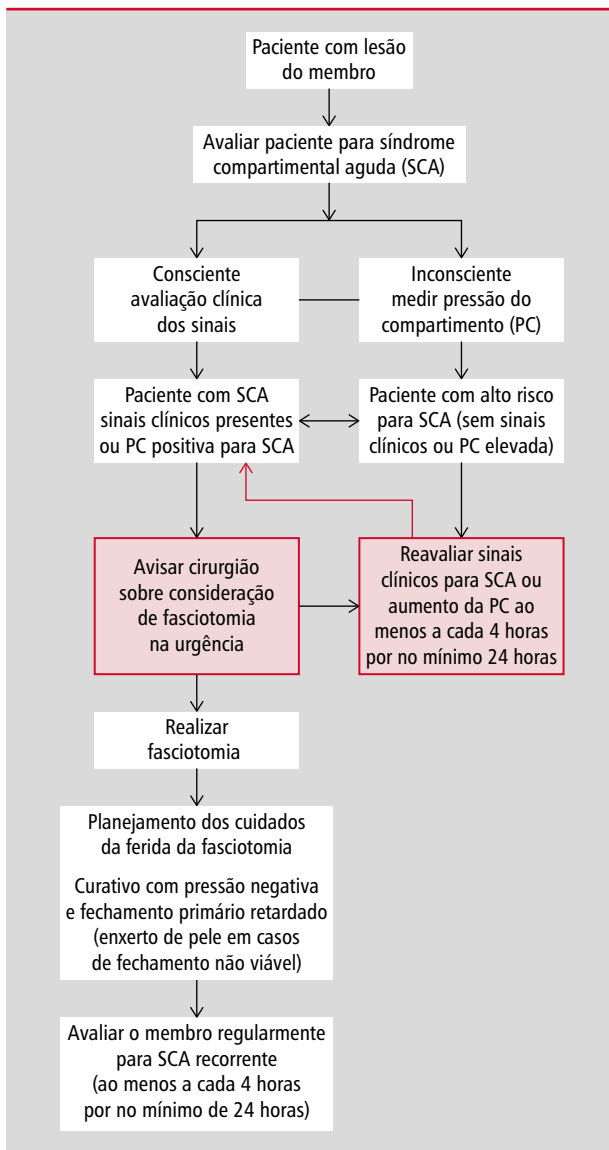 Paciente com lesão
do membro
Avaliar paciente para síndrome
compartimental aguda (SCA)
Consciente
avaliação clínica
dos sinais
Inconsciente
medir pressão do
compartimento (PC)
Paciente com SCA
sinais clínicos presentes
ou PC positiva para SCA
Paciente com alto risco
para SCA (sem sinais
clínicos ou PC elevada)
Avisar cirurgião
sobre consideração
de fasciotomia
na urgência
Reavaliar sinais
clínicos para SCA ou
aumento da PC ao
menos a cada 4 horas
por no mínimo 24 horas
Realizar
fasciotomia
Planejamento dos cuidados
da ferida da fasciotomia
Curativo com pressão negativa
e fechamento primário retardado
(enxerto de pele em casos
de fechamento não viável)
Avaliar o membro regularmente
para SCA recorrente
(ao menos a cada 4 horas
por no mínimo de 24 horas)